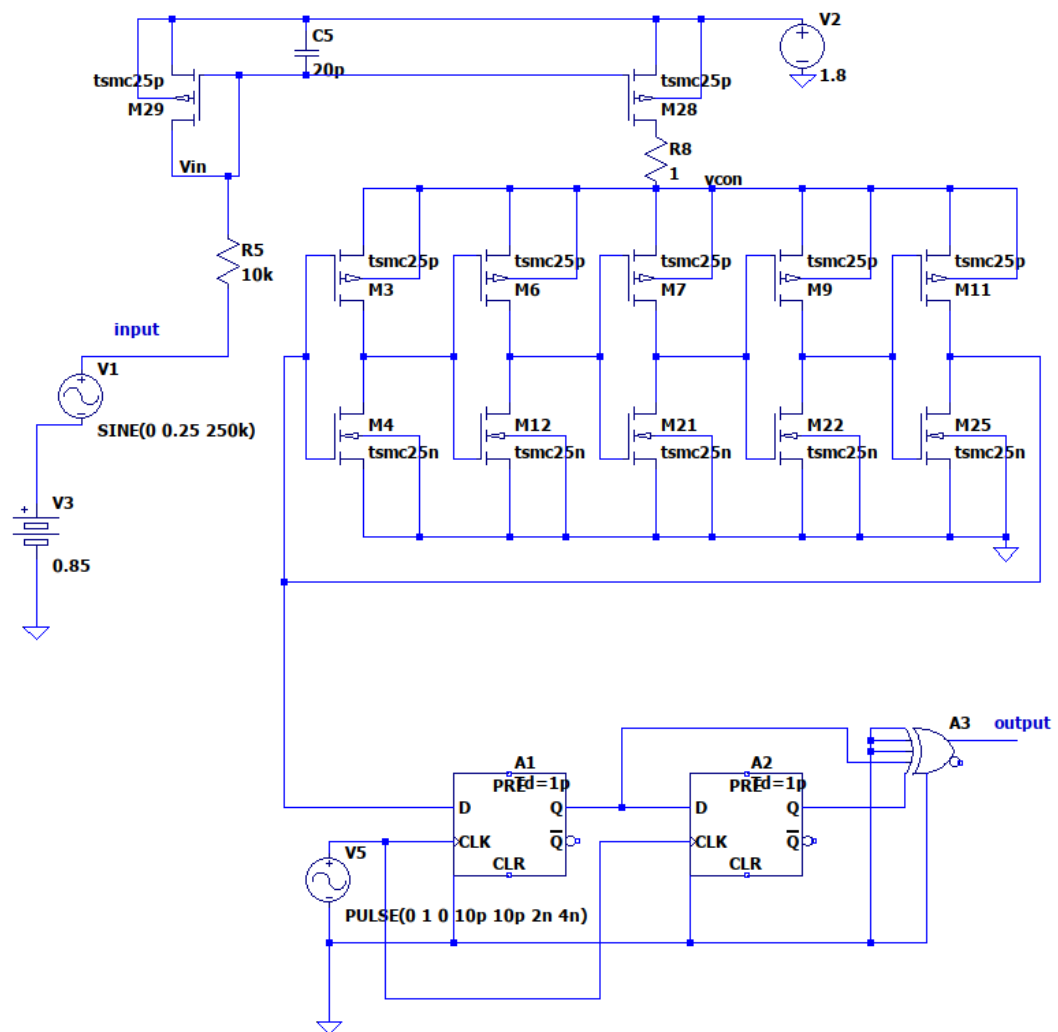 V2
C5
tsmc25p
20p
tsmc25p
M29
M28
1.8
R8
Vin
1
vcon
R5
10k
tsmc25p
tsmc25p
tsmc25p
tsmc25p
tsmc25p
M3
M6
M7
M9
M11
input
V1
SINE(0 0.25 250k)
M4
M12
M21
M22
M25
tsmc25n
tsmc25n
tsmc25n
tsmc25n
tsmc25n
V3
0.85
A3
output
A1
A2
PRE
Td=1p
PRE
Td=1p
D
Q
D
Q
CLK
Q
CLK
Q
V5
CLR
CLR
PULSE(0 1 0 10p 10p 2n 4n)